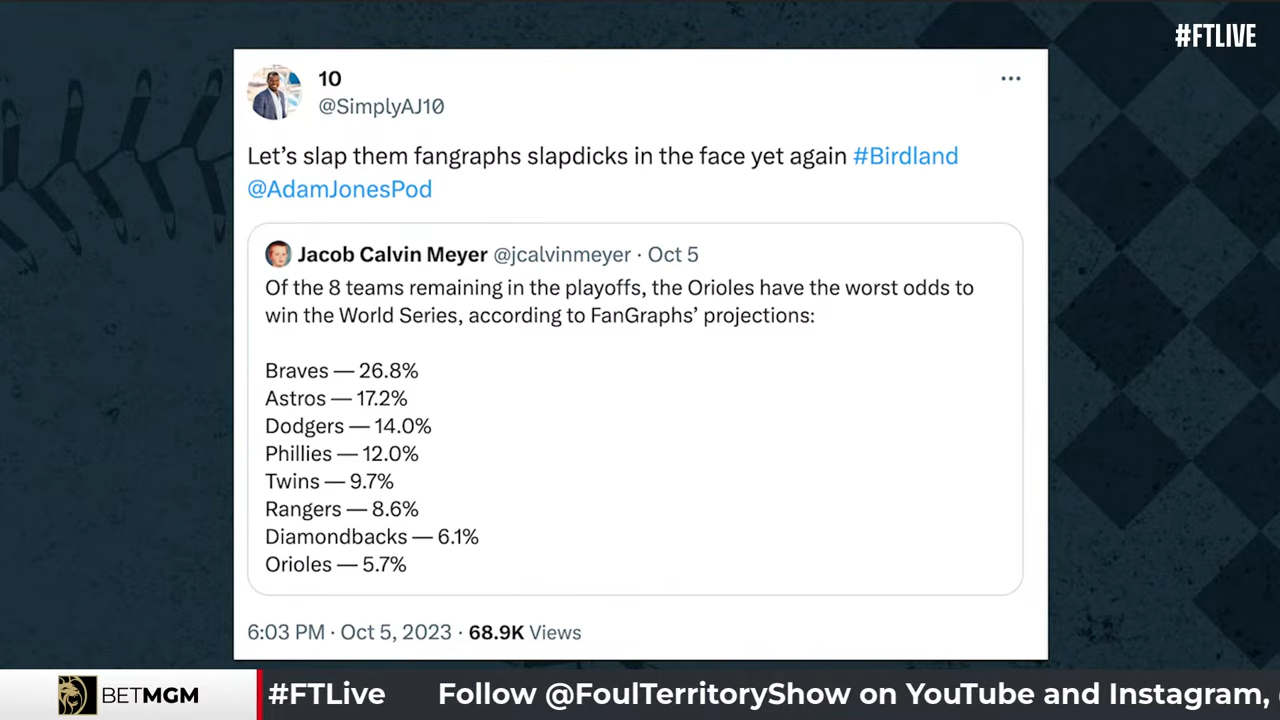 #FTLIVE
10
@SimplyAJ10
Let’s slap them fangraphs slapdicks in the face yet again #Birdland
@AdamJonesPod
Jacob Calvin Meyer @jcalvinmeyer · Oct 5
Of the 8 teams remaining in the playoffs, the Orioles have the worst odds to
win the World Series, according to FanGraphs’ projections:
Braves — 26.8%
Astros — 17.2%
Dodgers — 14.0%
Phillies — 12.0%
Twins — 9.7%
Rangers — 8.6%
Diamondbacks — 6.1%
Orioles — 5.7%
6:03 PM · Oct 5, 2023 · 68.9K Views
BETMGM #FTLive Follow @FoulTerritoryShow on YouTube and Instagram,